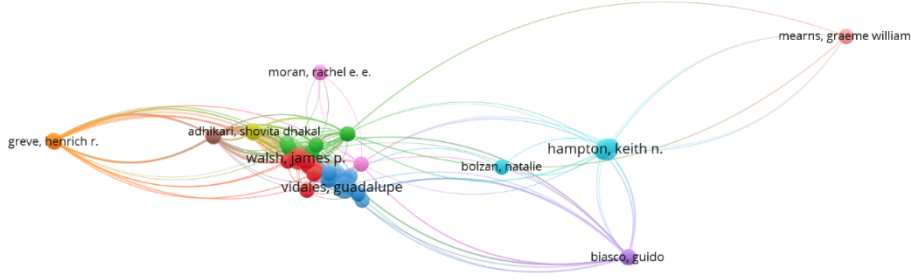 mearns, graeme william
moran, rachel e. e.
adhikari, shovita dhakal
greve, henrich r.
hampton, keith n.
walsh, james p.
bolzan, natalie
vidales, guadalupe
biasco, guido